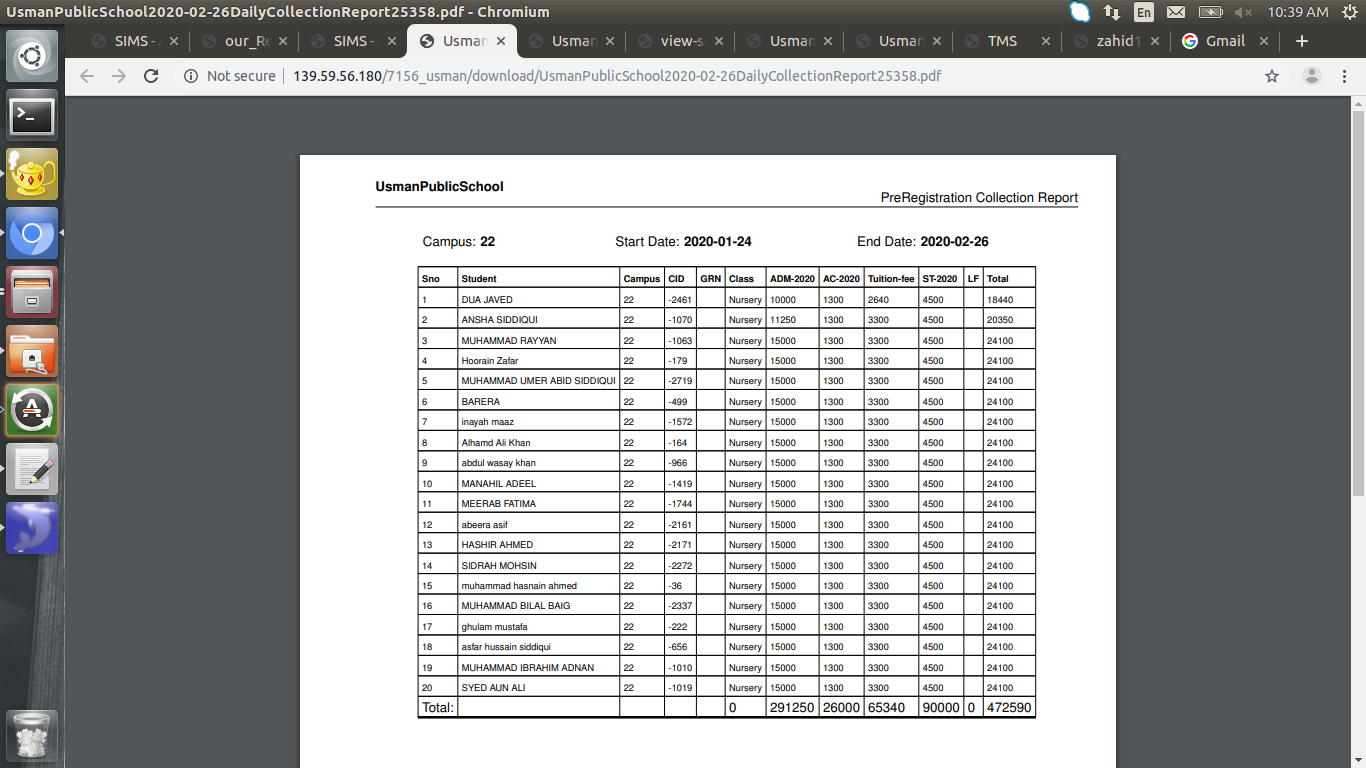 UsmanPublicSchool2020-02-26DailyCollectionReport25358.pdf - Chromium En 10:39 AM
SIMS - our_Re SIMS - Usman Usman view-s Usman Usman TMS zahid1 Gmail
Not secure 139.59.56.180/7156_usman/download/UsmanPublicSchool2020-02-26DailyCollectionReport25358.pdf
UsmanPublicSchool
PreRegistration Collection Report
Campus: 22 Start Date: 2020-01-24 End Date: 2020-02-26
Sno Student Campus CID GRN Class ADM-2020 AC-2020 Tuition-fee ST-2020 LF Total
1 DUA JAVED 22 -2461 Nursery 10000 1300 2640 4500 18440
2 ANSHA SIDDIQUI 22 -1070 Nursery 11250 1300 3300 4500 20350
3 MUHAMMAD RAYYAN 22 -1063 Nursery 15000 1300 3300 4500 24100
4 Hoorain Zafar 22 -179 Nursery 15000 1300 3300 4500 24100
5 MUHAMMAD UMER ABID SIDDIQUI 22 -2719 Nursery 15000 1300 3300 4500 24100
6 BARERA 22 -499 Nursery 15000 1300 3300 4500 24100
7 inayah maaz 22 -1572 Nursery 15000 1300 3300 4500 24100
8 Alhamd Ali Khan 22 -164 Nursery 15000 1300 3300 4500 24100
9 abdul wasay khan 22 -966 Nursery 15000 1300 3300 4500 24100
10 MANAHIL ADEEL 22 -1419 Nursery 15000 1300 3300 4500 24100
11 MEERAB FATIMA 22 -1744 Nursery 15000 1300 3300 4500 24100
12 abeera asif 22 -2161 Nursery 15000 1300 3300 4500 24100
13 HASHIR AHMED 22 -2171 Nursery 15000 1300 3300 4500 24100
14 SIDRAH MOHSIN 22 -2272 Nursery 15000 1300 3300 4500 24100
15 muhammad hasnain ahmed 22 -36 Nursery 15000 1300 3300 4500 24100
16 MUHAMMAD BILAL BAIG 22 -2337 Nursery 15000 1300 3300 4500 24100
17 ghulam mustafa 22 -222 Nursery 15000 1300 3300 4500 24100
18 asfar hussain siddiqui 22 -656 Nursery 15000 1300 3300 4500 24100
19 MUHAMMAD IBRAHIM ADNAN 22 -1010 Nursery 15000 1300 3300 4500 24100
20 SYED AUN ALI 22 -1019 Nursery 15000 1300 3300 4500 24100
Total: 0 291250 26000 65340 90000 0 472590